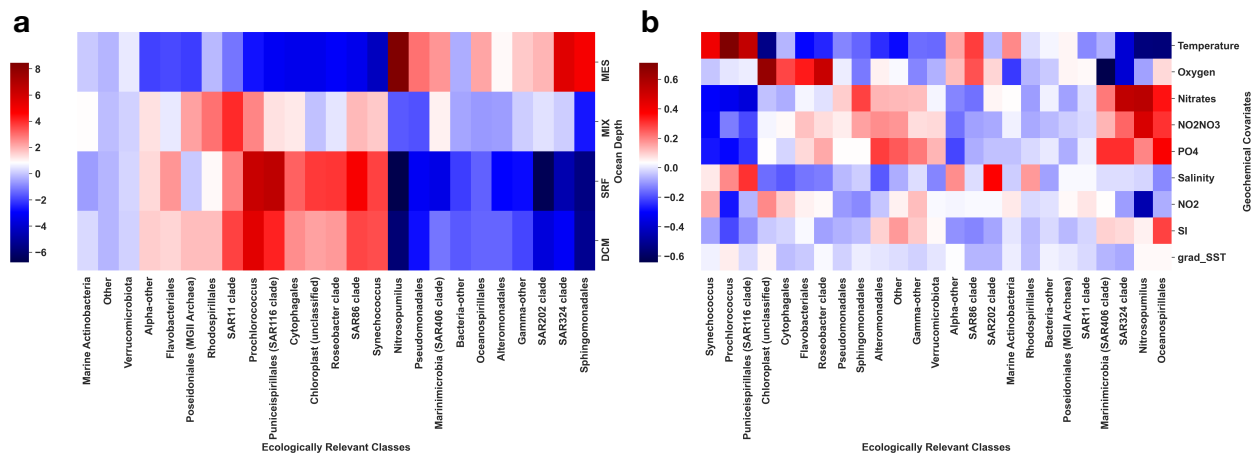 a
8
6
4
2
0
−2
−4
−6
MES
MIX
SRF
DCM
Ocean Depth
Marine Actinobacteria
Other
Verrucomicrobiota
Alpha-other
Flavobacteriales
Poseidoniales (MGII Archaea)
Rhodospirillales
SAR11 clade
Prochlorococcus
Puniceispirillales (SAR116 clade)
Cytophagales
Chloroplast (unclassified)
Roseobacter clade
SAR86 clade
Synechococcus
Nitrosopumilus
Pseudomonadales
Marinimicrobia (SAR406 clade)
Bacteria-other
Oceanospirillales
Alteromonadales
Gamma-other
SAR202 clade
SAR324 clade
Sphingomonadales
Ecologically Relevant Classes
b
0.6
0.4
0.2
0.0
−0.2
−0.4
−0.6
Temperature
Oxygen
Nitrates
NO2NO3
PO4
Salinity
NO2
SI
grad_SST
Geochemical Covariates
Synechococcus
Prochlorococcus
Puniceispirillales (SAR116 clade)
Chloroplast (unclassified)
Cytophagales
Flavobacteriales
Roseobacter clade
Pseudomonadales
Sphingomonadales
Alteromonadales
Other
Gamma-other
Verrucomicrobiota
Alpha-other
SAR86 clade
SAR202 clade
Marine Actinobacteria
Rhodospirillales
Bacteria-other
Poseidoniales (MGII Archaea)
SAR11 clade
Marinimicrobia (SAR406 clade)
SAR324 clade
Nitrosopumilus
Oceanospirillales
Ecologically Relevant Classes